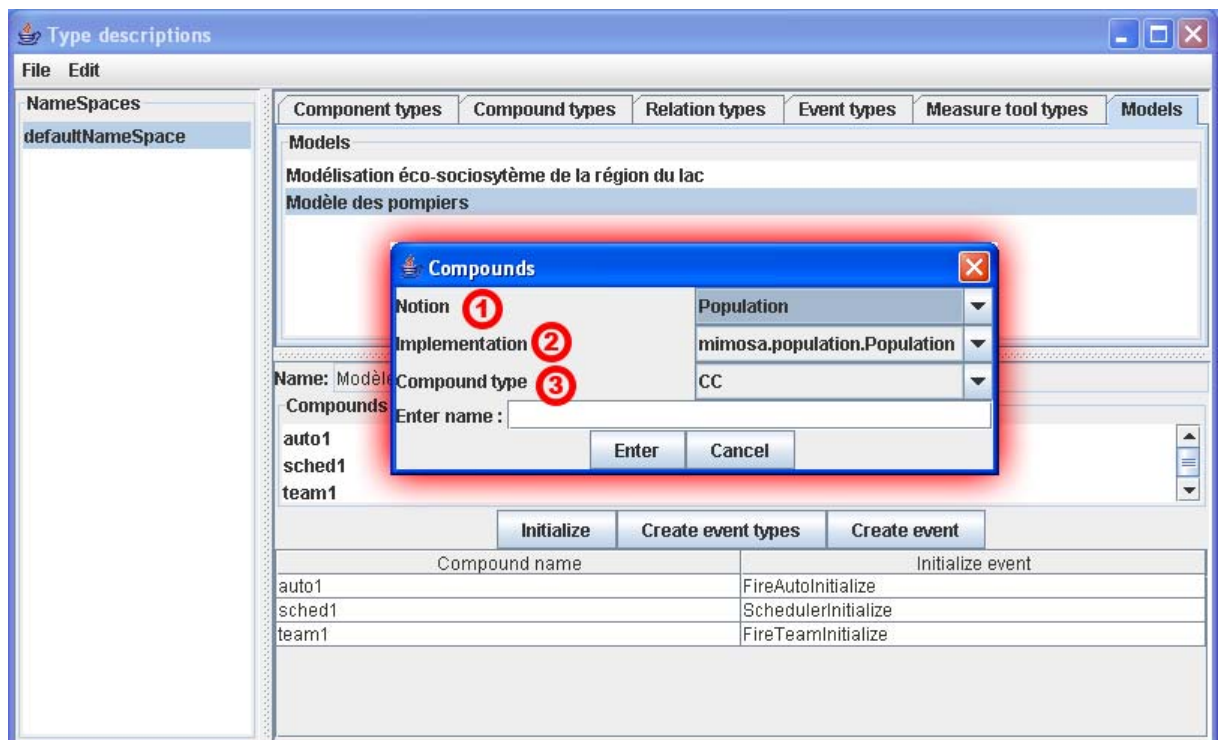 Type descriptions
File Edit
NameSpaces
defaultNameSpace
Component types Compound types Relation types Event types Measure tool types Models
Models
Modélisation éco-sociosytème de la région du lac
Modèle des pompiers
Compounds
Notion 1 Population
Implementation 2 mimosa.population.Population
Compound type 3 CC
Enter name :
Enter Cancel
Name: Modèle
Compounds
auto1
sched1
team1
Initialize Create event types Create event
Compound name Initialize event
auto1 FireAutoInitialize
sched1 SchedulerInitialize
team1 FireTeamInitialize